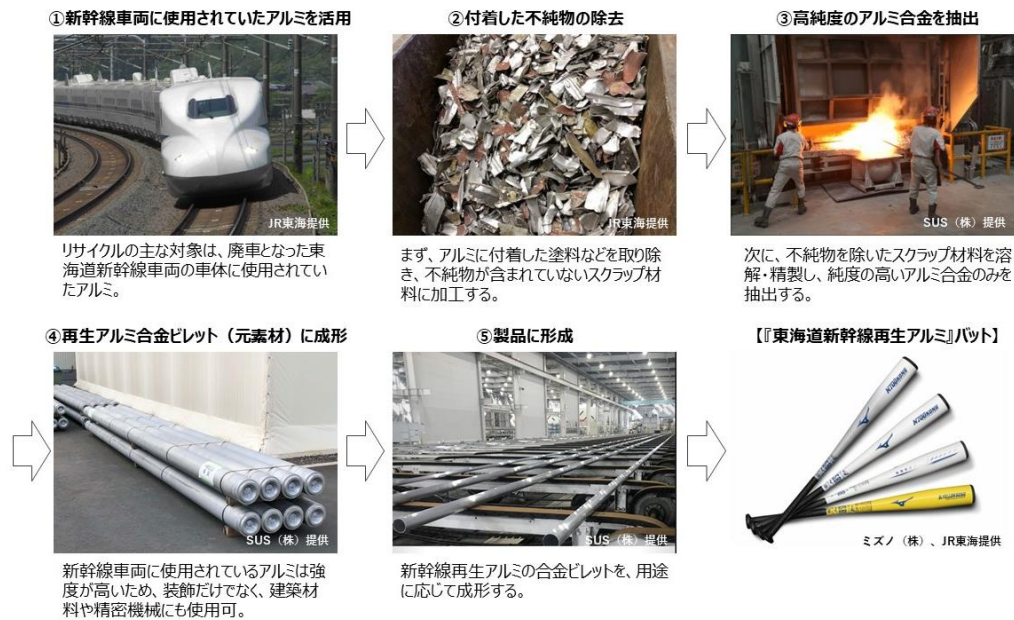 ①新幹線車両に使用されていたアルミを活用
②付着した不純物の除去
③高純度のアルミ合金を抽出
JR東海提供
JR東海提供
SUS（株）提供
リサイクルの主な対象は、廃車となった東
海道新幹線車両の車体に使用されてい
たアルミ。
まず、アルミに付着した塗料などを取り除
き、不純物が含まれていないスクラップ材
料に加工する。
次に、不純物を除いたスクラップ材料を溶
解・精製し、純度の高いアルミ合金のみを
抽出する。
④再生アルミ合金ビレット（元素材）に成形
⑤製品に形成
【『東海道新幹線再生アルミ』バット】
SUS（株）提供
SUS（株）提供
ミズノ（株）、JR東海提供
新幹線車両に使用されているアルミは強
度が高いため、装飾だけでなく、建築材
料や精密機械にも使用可。
新幹線再生アルミの合金ビレットを、用途
に応じて成形する。